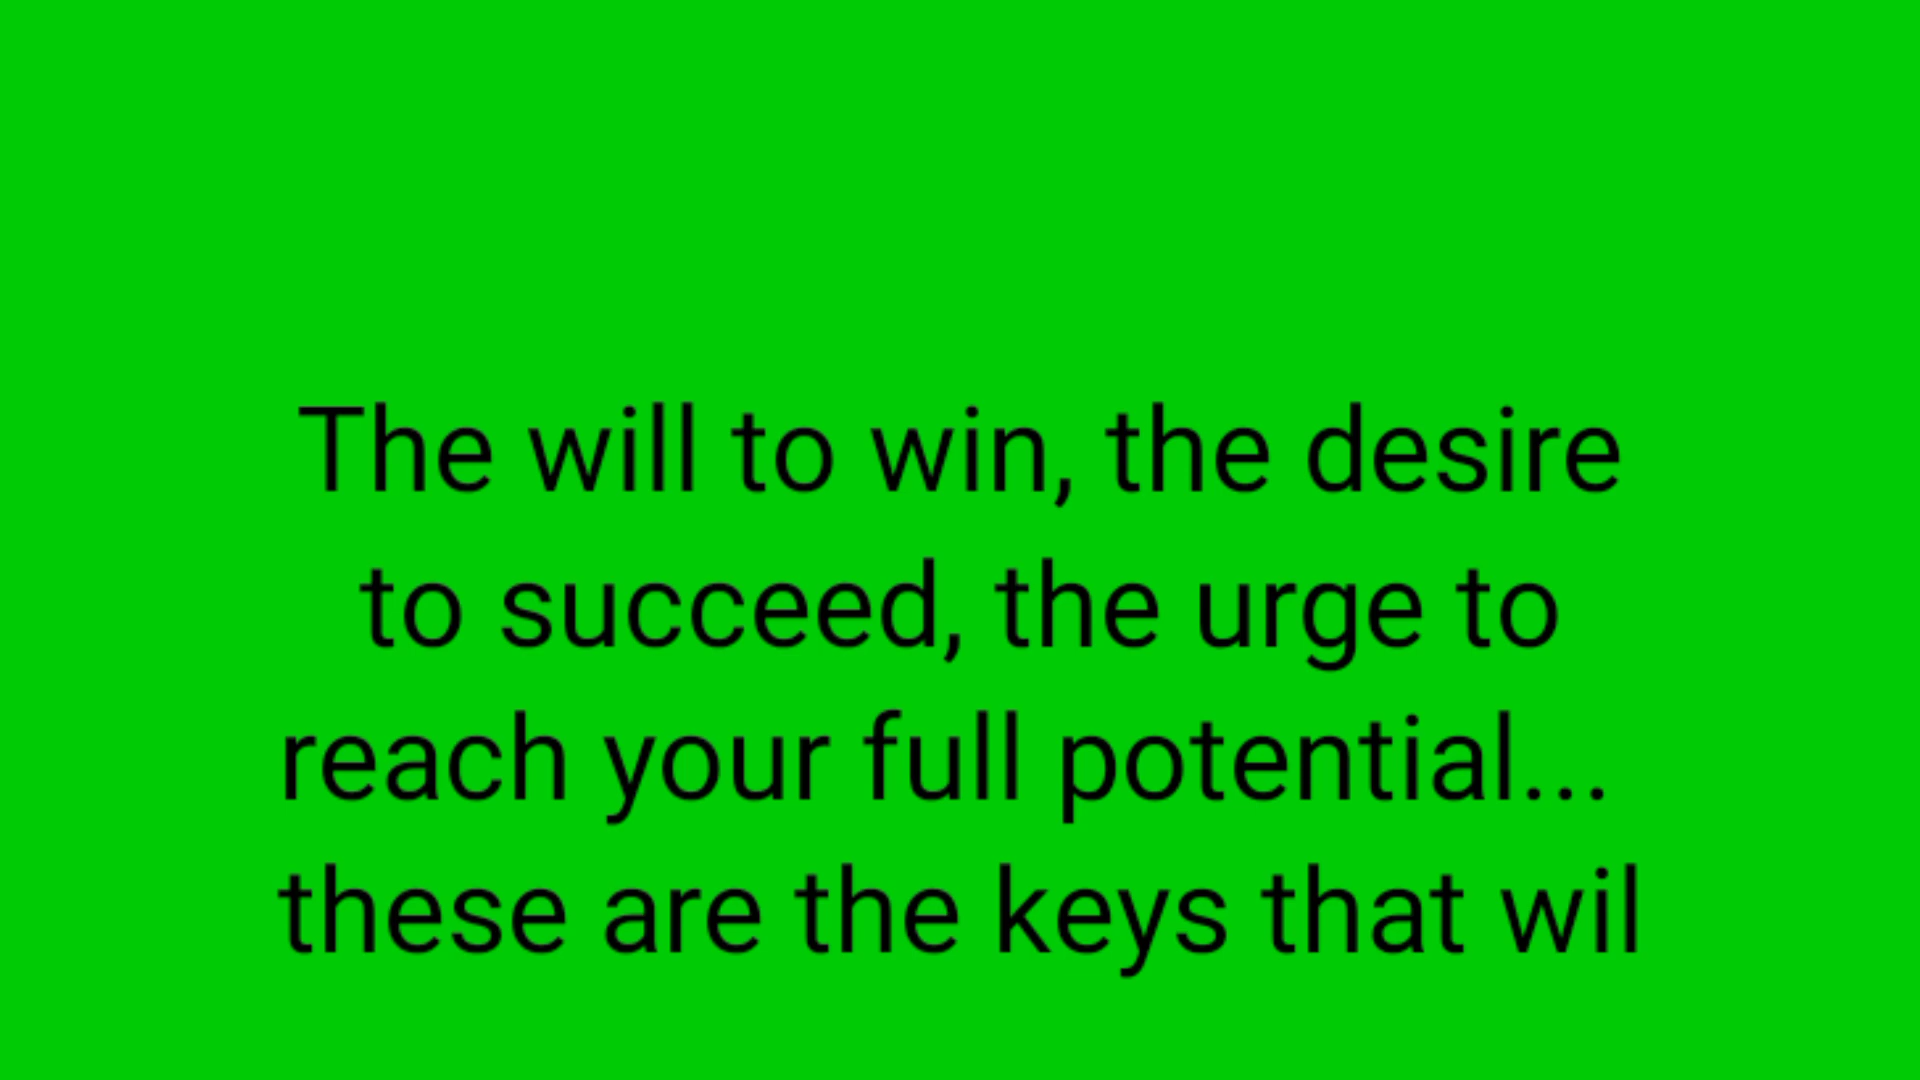 The will to win, the desire
to succeed, the urge to
reach your full potential...
these are the keys that wil